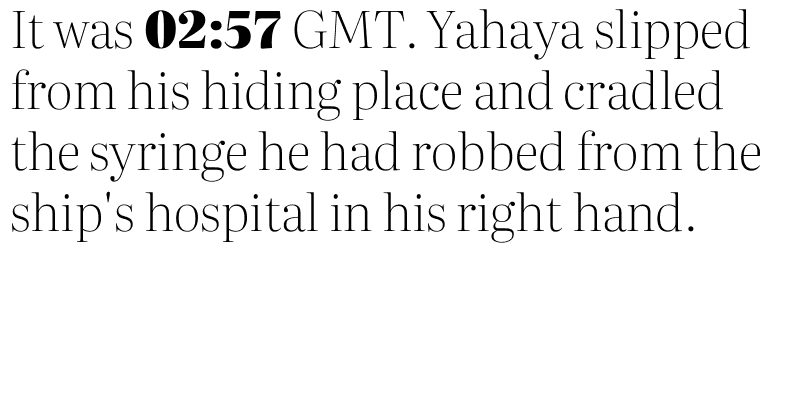 It was 02:57 GMT. Yahaya slipped
from his hiding place and cradled
the syringe he had robbed from the
ship's hospital in his right hand.